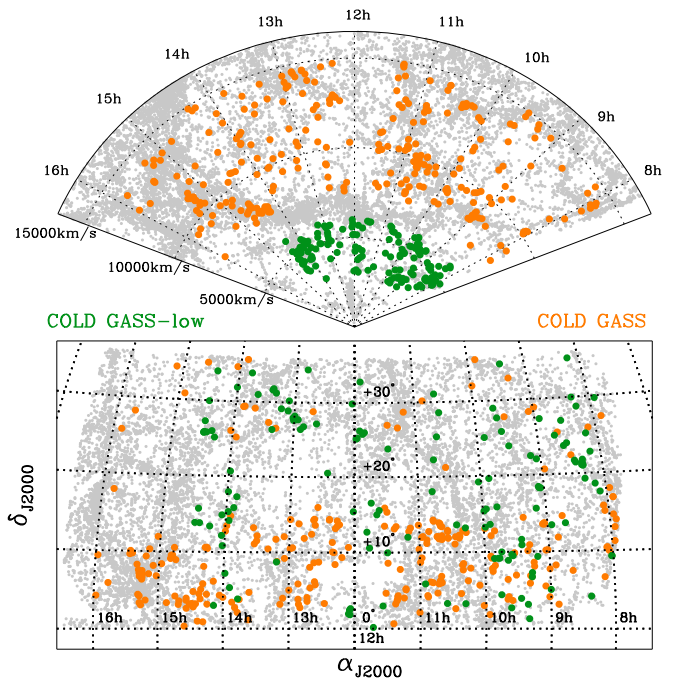 12h
13h 11h
14h 10h
15h 9h
16h 8h
15000km/s
10000km/s
5000km/s
COLD GASS-low COLD GASS
+30°
+20°
+10°
0°
16h 15h 14h 13h 11h 10h 9h 8h
12h
δJ2000
αJ2000